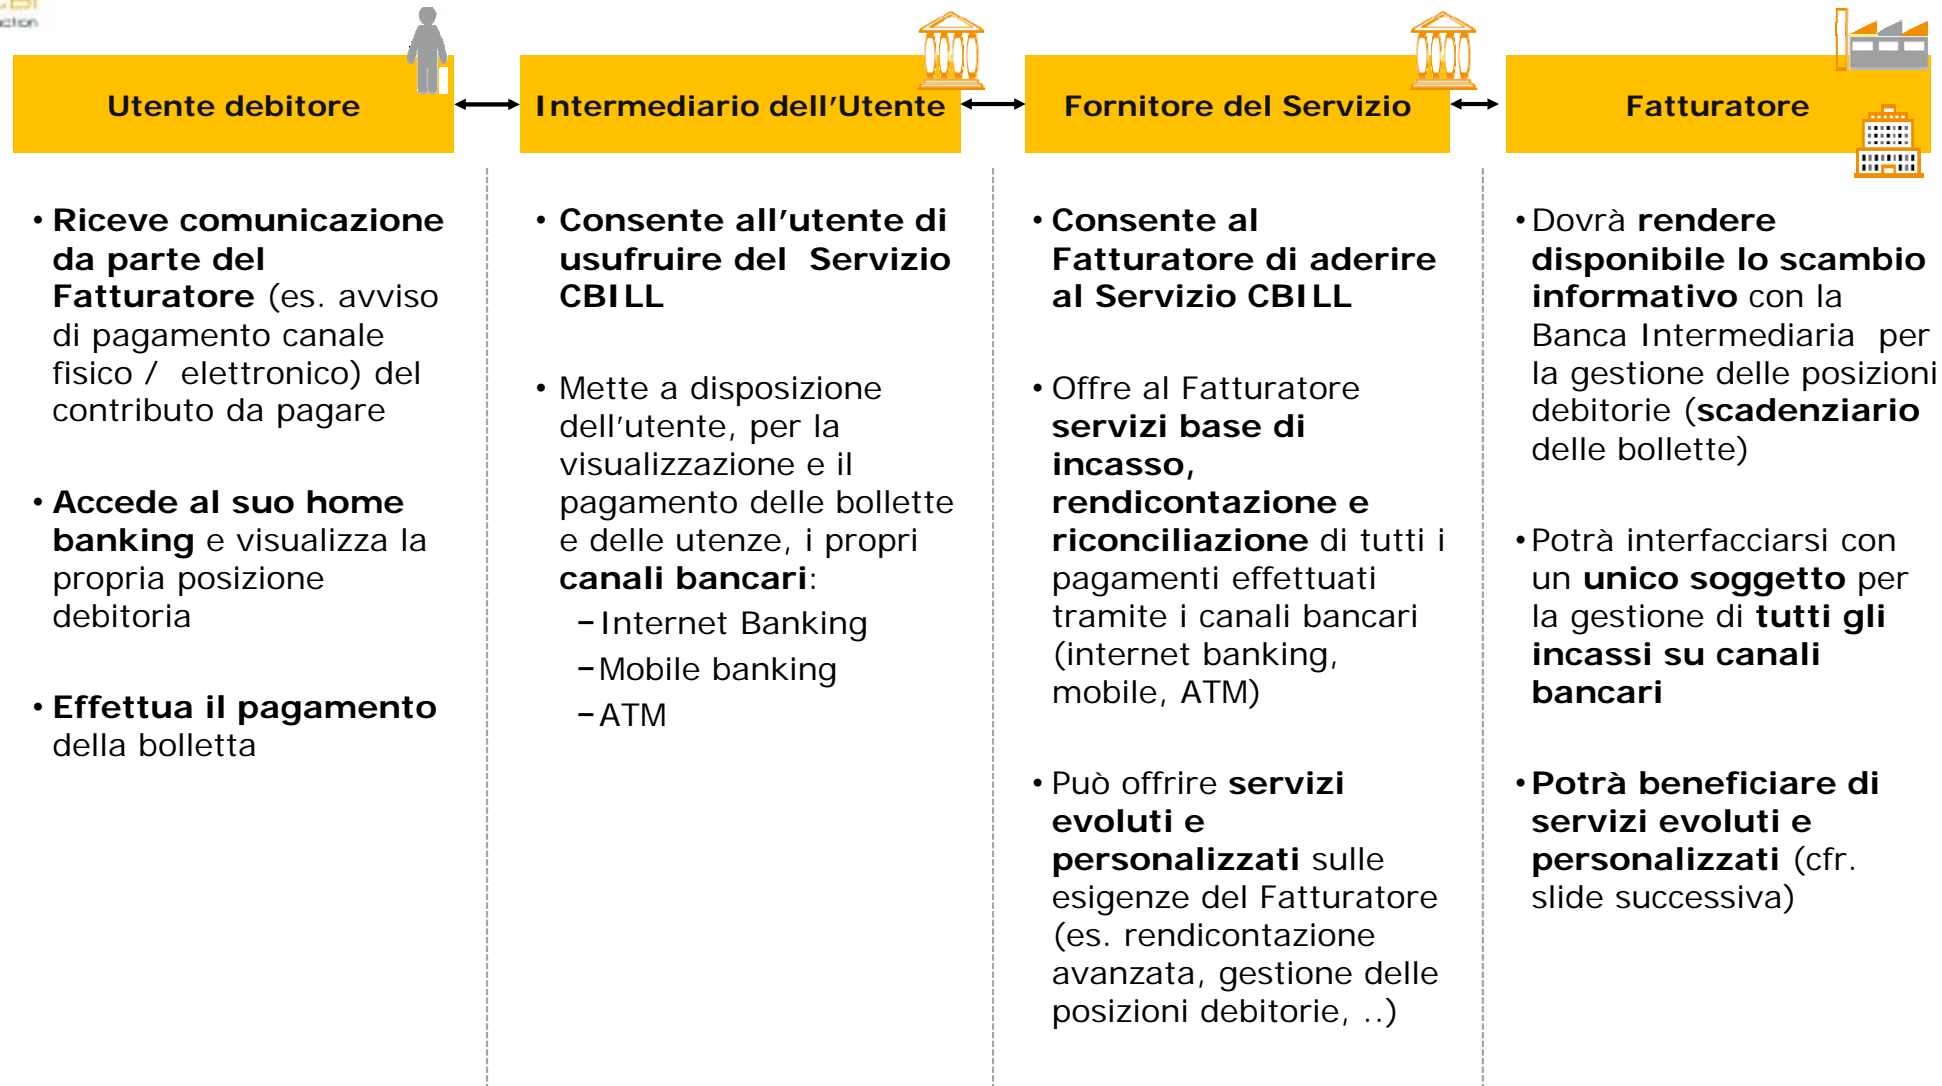 ction
Utente debitore
Intermediario dell’Utente
Fornitore del Servizio
Fatturatore
• Riceve comunicazione
da parte del
Fatturatore (es. avviso
di pagamento canale
fisico / elettronico) del
contributo da pagare
• Accede al suo home
banking e visualizza la
propria posizione
debitoria
• Effettua il pagamento
della bolletta
• Consente all’utente di
usufruire del Servizio
CBILL
• Mette a disposizione
dell’utente, per la
visualizzazione e il
pagamento delle bollette
e delle utenze, i propri
canali bancari:
–Internet Banking
–Mobile banking
–ATM
• Consente al
Fatturatore di aderire
al Servizio CBILL
• Offre al Fatturatore
servizi base di
incasso,
rendicontazione e
riconciliazione di tutti i
pagamenti effettuati
tramite i canali bancari
(internet banking,
mobile, ATM)
• Può offrire servizi
evoluti e
personalizzati sulle
esigenze del Fatturatore
(es. rendicontazione
avanzata, gestione delle
posizioni debitorie, ..)
•Dovrà rendere
disponibile lo scambio
informativo con la
Banca Intermediaria per
la gestione delle posizioni
debitorie (scadenziario
delle bollette)
•Potrà interfacciarsi con
un unico soggetto per
la gestione di tutti gli
incassi su canali
bancari
•Potrà beneficiare di
servizi evoluti e
personalizzati (cfr.
slide successiva)